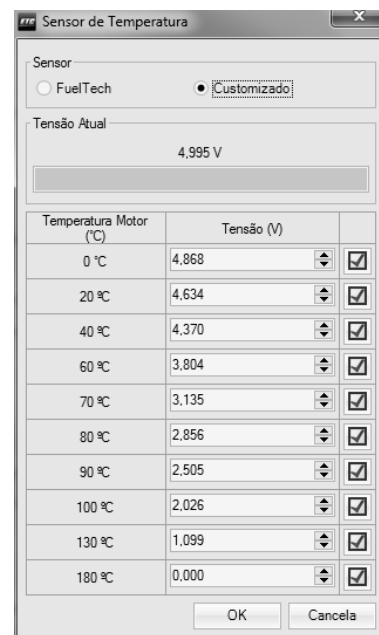 FTC Sensor de Temperatura
Sensor
FuelTech Customizado
Tensão Atual
4,995 V
Temperatura Motor (°C) Tensão (V)
0 °C 4,868
20 ºC 4,634
40 ºC 4,370
60 ºC 3,804
70 ºC 3,135
80 ºC 2,856
90 ºC 2,505
100 ºC 2,026
130 ºC 1,099
180 ºC 0,000
OK Cancela